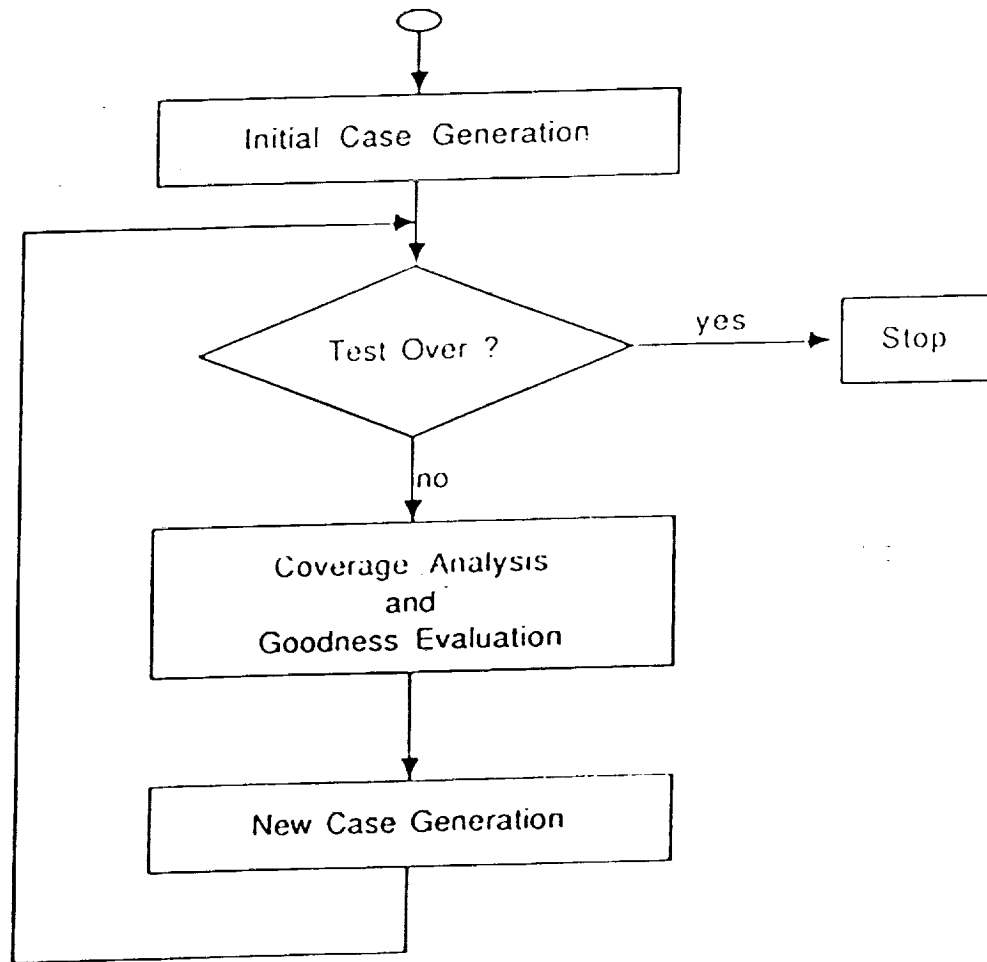 Initial Case Generation
Test Over ?
yes
Stop
no
Coverage Analysis
and
Goodness Evaluation
New Case Generation